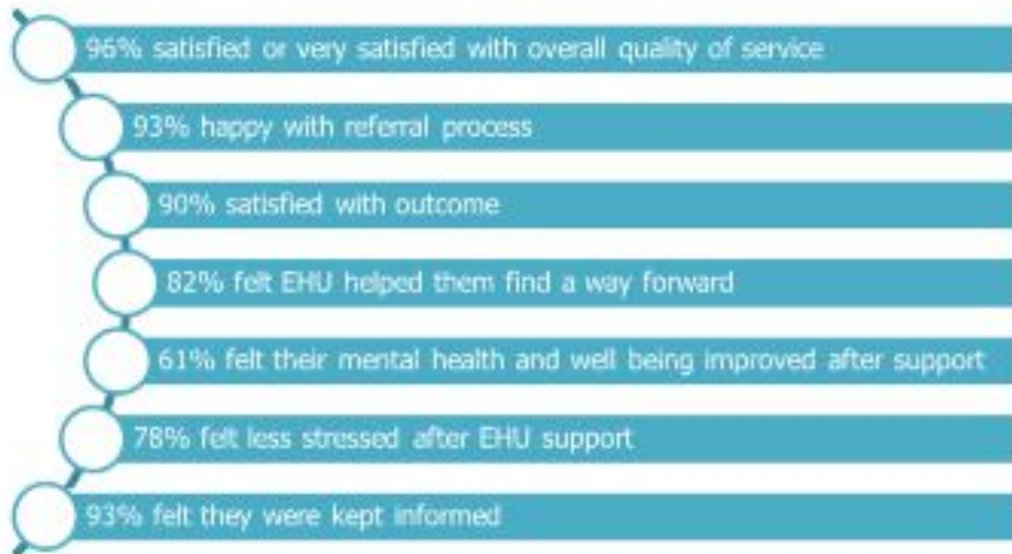 96% satisfied or very satisfied with overall quality of service
93% happy with referral process
90% satisfied with outcome
82% felt EHU helped them find a way forward
61% felt their mental health and well being improved after support
78% felt less stressed after EHU support
93% felt they were kept informed